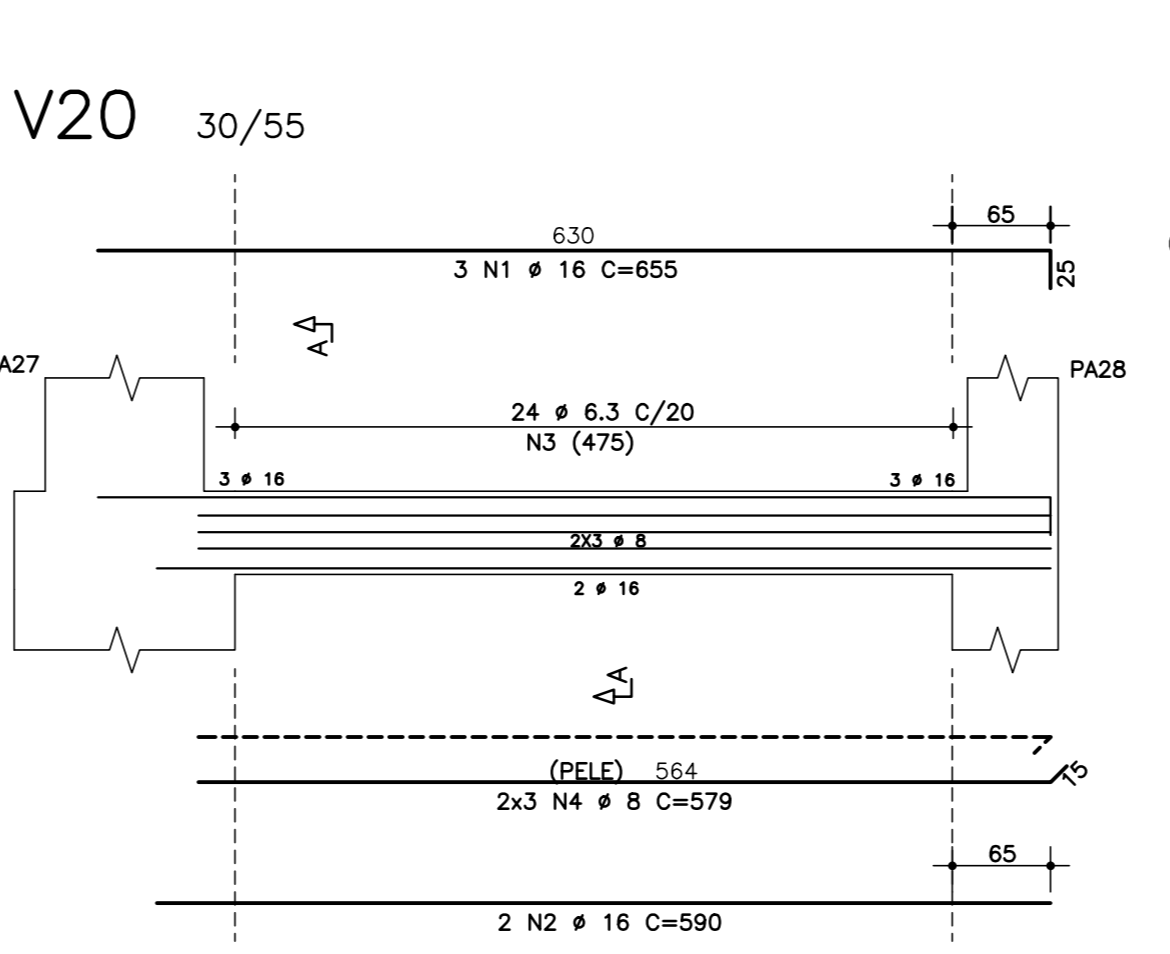 V20 30/55
65
630
3 N1 ø 16 C=655
25
A
A27
PA28
24 ø 6.3 C/20
N3 (475)
3 ø 16
3 ø 16
2X3 ø 8
2 ø 16
A
(PELE) 564
15
2x3 N4 ø 8 C=579
65
2 N2 ø 16 C=590